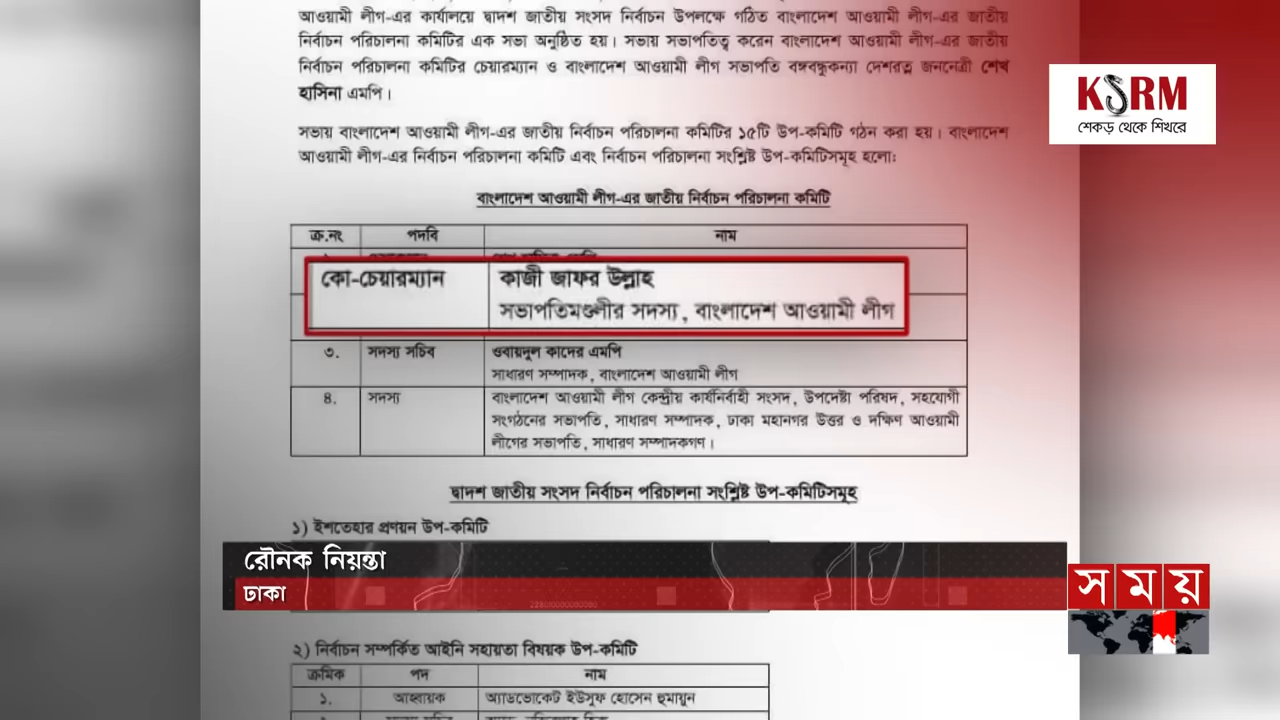 আওয়ামী লীগ-এর কার্যালয়ে দ্বাদশ জাতীয় সংসদ নির্বাচন উপলক্ষে গঠিত বাংলাদেশ আওয়ামী লীগ-এর জাতীয়
নির্বাচন পরিচালনা কমিটির এক সভা অনুষ্ঠিত হয়। সভায় সভাপতিত্ব করেন বাংলাদেশ আওয়ামী লীগ-এর জাতীয়
নির্বাচন পরিচালনা কমিটির চেয়ারম্যান ও বাংলাদেশ আওয়ামী লীগ সভাপতি বঙ্গবন্ধুকন্যা দেশরত্ন জননেত্রী শেখ
হাসিনা এমপি।
KSRM
শেকড় থেকে শিখরে
সভায় বাংলাদেশ আওয়ামী লীগ-এর জাতীয় নির্বাচন পরিচালনা কমিটির ১৫টি উপ-কমিটি গঠন করা হয়। বাংলাদেশ
আওয়ামী লীগ-এর নির্বাচন পরিচালনা কমিটি এবং নির্বাচন পরিচালনা সংশ্লিষ্ট উপ-কমিটিসমূহ হলো:
বাংলাদেশ আওয়ামী লীগ-এর জাতীয় নির্বাচন পরিচালনা কমিটি
ক্র.নং পদবি নাম
কো-চেয়ারম্যান কাজী জাফর উল্লাহ
সভাপতিমণ্ডলীর সদস্য, বাংলাদেশ আওয়ামী লীগ
৩. সদস্য সচিব ওবায়দুল কাদের এমপি
সাধারণ সম্পাদক, বাংলাদেশ আওয়ামী লীগ
৪. সদস্য বাংলাদেশ আওয়ামী লীগ কেন্দ্রীয় কার্যনির্বাহী সংসদ, উপদেষ্টা পরিষদ, সহযোগী
সংগঠনের সভাপতি, সাধারণ সম্পাদক, ঢাকা মহানগর উত্তর ও দক্ষিণ আওয়ামী
লীগের সভাপতি, সাধারণ সম্পাদকগণ।
দ্বাদশ জাতীয় সংসদ নির্বাচন পরিচালনা সংশ্লিষ্ট উপ-কমিটিসমূহ
১) ইশতেহার প্রণয়ন উপ-কমিটি
রৌনক নিয়ন্তা
ঢাকা
সময়
২) নির্বাচন সম্পর্কিত আইনি সহায়তা বিষয়ক উপ-কমিটি
ক্রমিক পদ নাম
১. আহ্বায়ক অ্যাডভোকেট ইউসুফ হোসেন হুমায়ুন